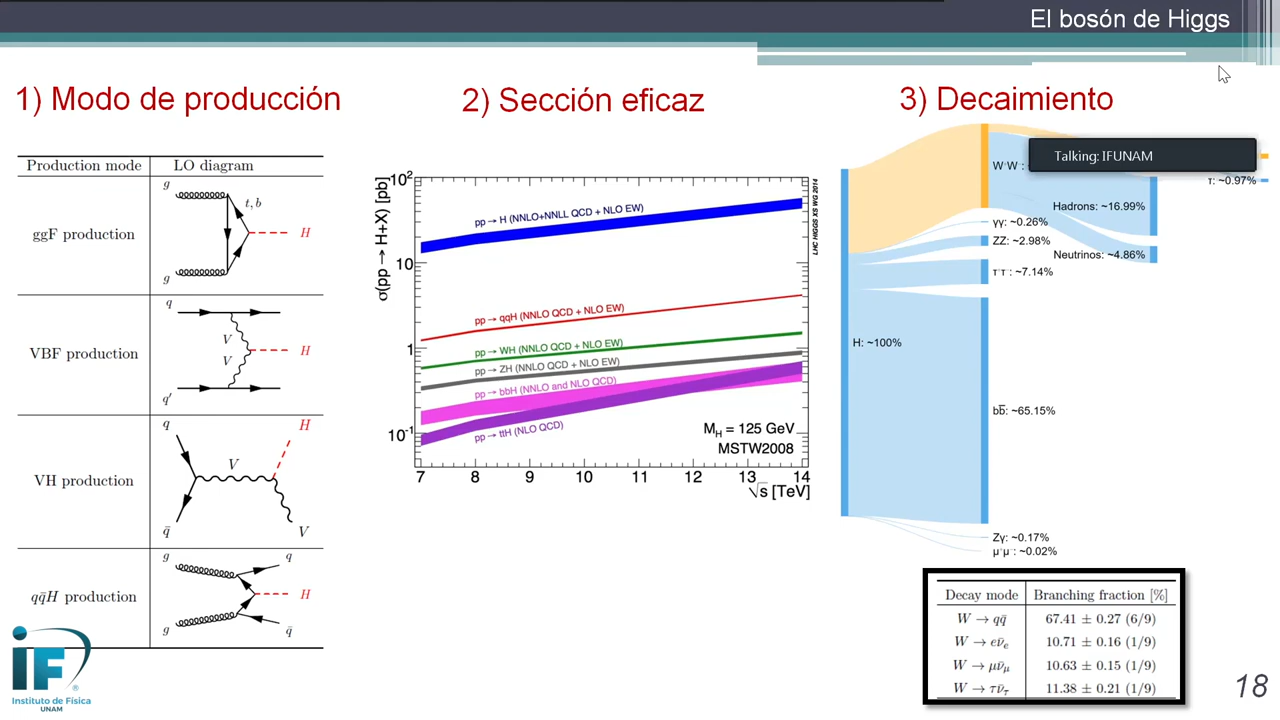 El bosón de Higgs
1) Modo de producción
Production mode LO diagram
ggF production
g
g
t, b
H
VBF production
q
q′
V
V
H
VH production
q
q̄
V
H
V
qq̄H production
g
g
q
H
q̄
iF
®
Instituto de Física
UNAM
2) Sección eficaz
σ(pp → H+X) [pb]
10²
10
1
10⁻¹
pp → H (NNLO+NNLL QCD + NLO EW)
pp → qqH (NNLO QCD + NLO EW)
pp → WH (NNLO QCD + NLO EW)
pp → ZH (NNLO QCD + NLO EW)
pp → bbH (NNLO and NLO QCD)
pp → ttH (NLO QCD)
M_H = 125 GeV
MSTW2008
LHC HIGGS XS WG 2014
7 8 9 10 11 12 13 14
√s [TeV]
3) Decaimiento
Talking: IFUNAM
W⁺W⁻:
τ: ~0.97%
Hadrons: ~16.99%
γγ: ~0.26%
ZZ: ~2.98%
Neutrinos: ~4.86%
τ⁻τ⁻: ~7.14%
H: ~100%
bb̅: ~65.15%
Zγ: ~0.17%
μ⁻μ⁻: ~0.02%
Decay mode Branching fraction [%]
W → qq̄ 67.41 ± 0.27 (6/9)
W → eν̄ₑ 10.71 ± 0.16 (1/9)
W → μν̄_μ 10.63 ± 0.15 (1/9)
W → τν̄_τ 11.38 ± 0.21 (1/9)
18